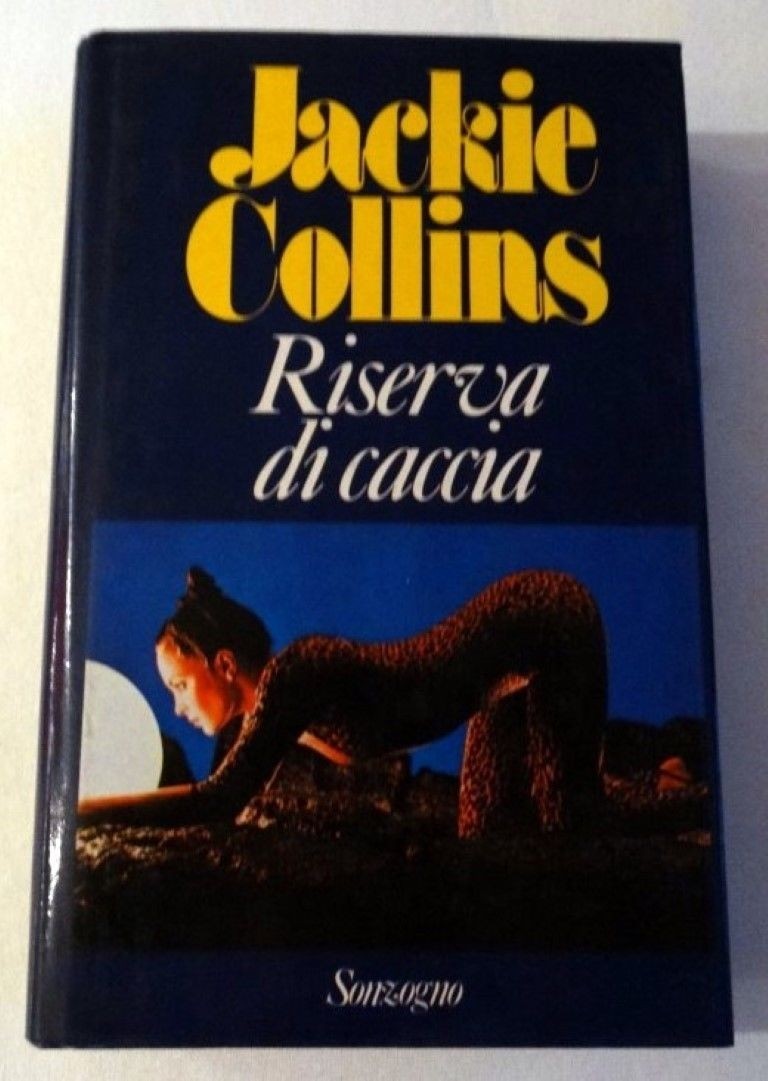 Jackie
Collins
Riserva
di caccia
Sonzogno